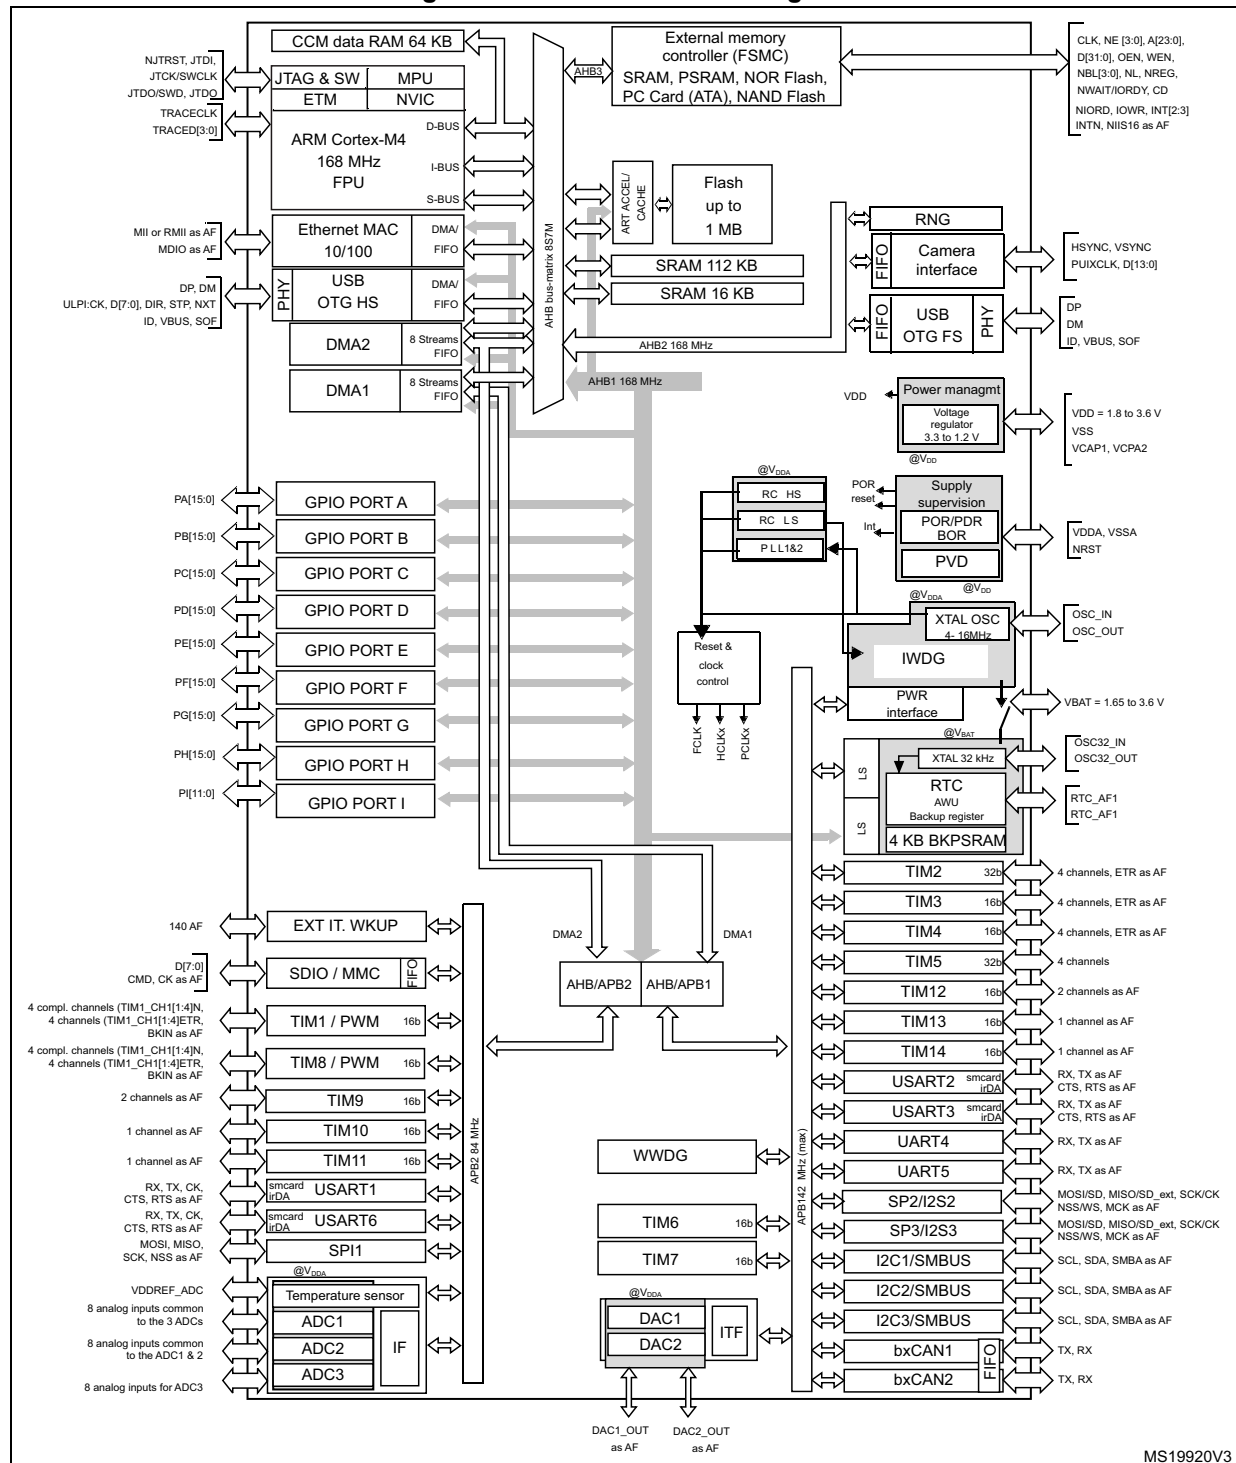 CCM data RAM 64 KB
External memory
controller (FSMC)
SRAM, PSRAM, NOR Flash,
PC Card (ATA), NAND Flash
CLK, NE [3:0], A[23:0],
D[31:0], OEN, WEN,
NBL[3:0], NL, NREG,
NWAIT/IORDY, CD
NIORD, IOWR, INT[2:3]
INTN, NIIS16 as AF
AHB3
NJTRST, JTDI,
JTCK/SWCLK
JTDO/SWD, JTDO
TRACECLK
TRACED[3:0]
JTAG & SW
MPU
ETM
NVIC
ARM Cortex-M4
168 MHz
FPU
D-BUS
I-BUS
S-BUS
AHB bus-matrix 8S7M
ART ACCEL/
CACHE
Flash
up to
1 MB
SRAM 112 KB
SRAM 16 KB
AHB2 168 MHz
AHB1 168 MHz
MII or RMII as AF
MDIO as AF
Ethernet MAC
10/100
DMA/
FIFO
DP, DM
ULPI:CK, D[7:0], DIR, STP, NXT
ID, VBUS, SOF
PHY
USB
OTG HS
DMA/
FIFO
DMA2
8 Streams
FIFO
DMA1
8 Streams
FIFO
RNG
FIFO
Camera
interface
HSYNC, VSYNC
PUIXCLK, D[13:0]
FIFO
USB
OTG FS
PHY
DP
DM
ID, VBUS, SOF
VDD
Power managmt
Voltage
regulator
3.3 to 1.2 V
@VDD
VDD = 1.8 to 3.6 V
VSS
VCAP1, VCPA2
@VDDA
RC HS
RC LS
PLL1&2
POR
reset
Int
Supply
supervision
POR/PDR
BOR
PVD
@VDD
VDDA, VSSA
NRST
@VDDA
XTAL OSC
4- 16MHz
IWDG
OSC_IN
OSC_OUT
PWR
interface
VBAT = 1.65 to 3.6 V
Reset &
clock
control
FCLK
HCLKx
PCLKx
@VBAT
XTAL 32 kHz
OSC32_IN
OSC32_OUT
LS
LS
RTC
AWU
Backup register
RTC_AF1
RTC_AF1
4 KB BKPSRAM
PA[15:0]
GPIO PORT A
PB[15:0]
GPIO PORT B
PC[15:0]
GPIO PORT C
PD[15:0]
GPIO PORT D
PE[15:0]
GPIO PORT E
PF[15:0]
GPIO PORT F
PG[15:0]
GPIO PORT G
PH[15:0]
GPIO PORT H
PI[11:0]
GPIO PORT I
DMA2
DMA1
AHB/APB2
AHB/APB1
140 AF
EXT IT. WKUP
D[7:0]
CMD, CK as AF
SDIO / MMC
FIFO
4 compl. channels (TIM1_CH1[1:4]N,
4 channels (TIM1_CH1[1:4]ETR,
BKIN as AF
TIM1 / PWM
16b
4 compl. channels (TIM1_CH1[1:4]N,
4 channels (TIM1_CH1[1:4]ETR,
BKIN as AF
TIM8 / PWM
16b
2 channels as AF
TIM9
16b
1 channel as AF
TIM10
16b
1 channel as AF
TIM11
16b
RX, TX, CK,
CTS, RTS as AF
smcard
irDA
USART1
RX, TX, CK,
CTS, RTS as AF
smcard
irDA
USART6
MOSI, MISO,
SCK, NSS as AF
SPI1
@VDDA
VDDREF_ADC
Temperature sensor
8 analog inputs common
to the 3 ADCs
ADC1
8 analog inputs common
to the ADC1 & 2
ADC2
8 analog inputs for ADC3
ADC3
IF
APB2 84 MHz
WWDG
TIM6
16b
TIM7
16b
@VDDA
DAC1
DAC2
ITF
DAC1_OUT
as AF
DAC2_OUT
as AF
APB142 MHz (max)
TIM2
32b
4 channels, ETR as AF
TIM3
16b
4 channels, ETR as AF
TIM4
16b
4 channels, ETR as AF
TIM5
32b
4 channels
TIM12
16b
2 channels as AF
TIM13
16b
1 channel as AF
TIM14
16b
1 channel as AF
USART2
smcard
irDA
RX, TX as AF
CTS, RTS as AF
USART3
smcard
irDA
RX, TX as AF
CTS, RTS as AF
UART4
RX, TX as AF
UART5
RX, TX as AF
SP2/I2S2
MOSI/SD, MISO/SD_ext, SCK/CK
NSS/WS, MCK as AF
SP3/I2S3
MOSI/SD, MISO/SD_ext, SCK/CK
NSS/WS, MCK as AF
I2C1/SMBUS
SCL, SDA, SMBA as AF
I2C2/SMBUS
SCL, SDA, SMBA as AF
I2C3/SMBUS
SCL, SDA, SMBA as AF
bxCAN1
TX, RX
FIFO
bxCAN2
TX, RX
MS19920V3